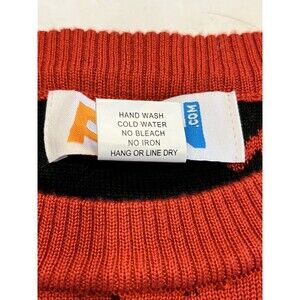 HAND WASH
COLD WATER
NO BLEACH
NO IRON
HANG OR LINE DRY
.COM